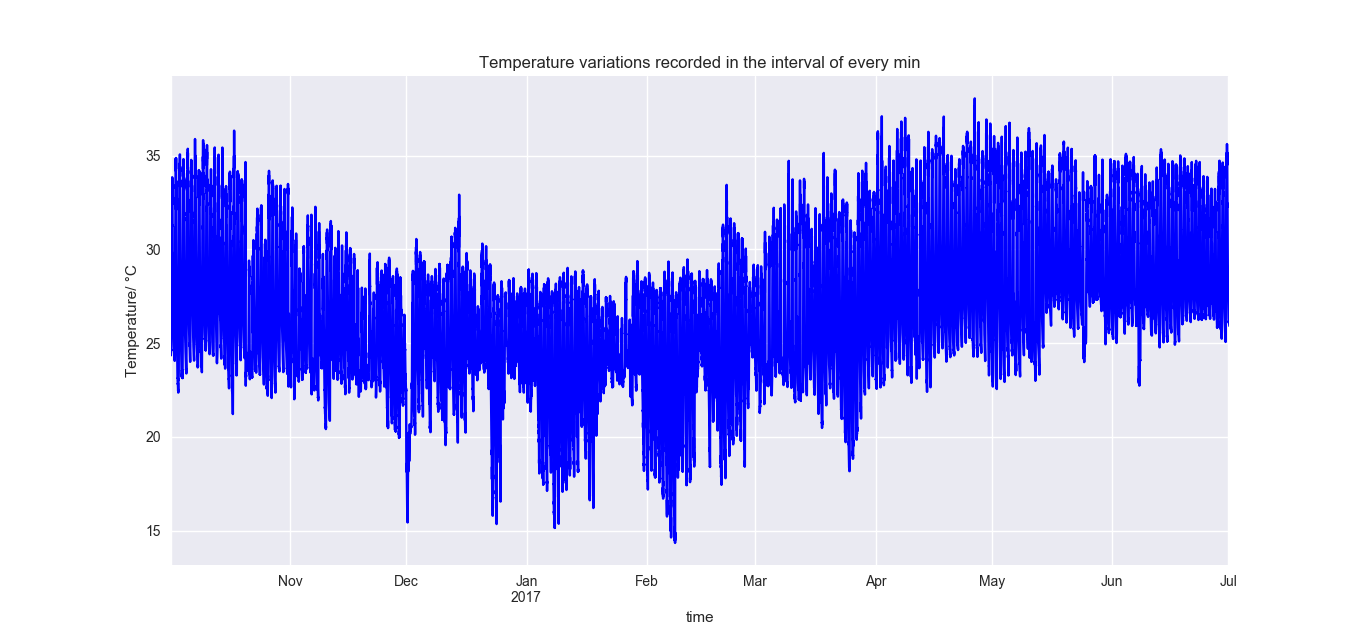 Temperature variations recorded in the interval of every min
35
30
25
20
15
Temperature/ °C
Nov Dec Jan Feb Mar Apr May Jun Jul
2017
time